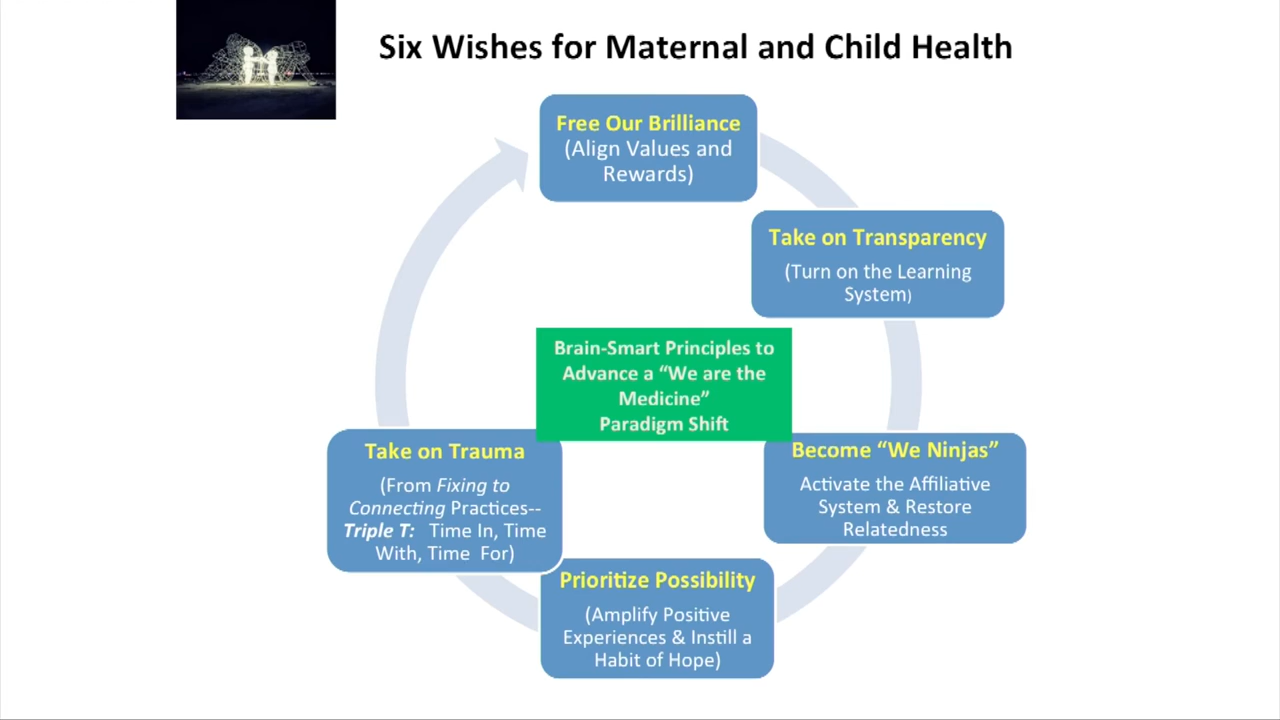 Six Wishes for Maternal and Child Health
Free Our Brilliance
(Align Values and
Rewards)
Take on Transparency
(Turn on the Learning
System)
Brain-Smart Principles to
Advance a “We are the
Medicine”
Paradigm Shift
Become “We Ninjas”
Activate the Affiliative
System & Restore
Relatedness
Prioritize Possibility
(Amplify Positive
Experiences & Instill a
Habit of Hope)
Take on Trauma
(From Fixing to
Connecting Practices--
Triple T: Time In, Time
With, Time For)